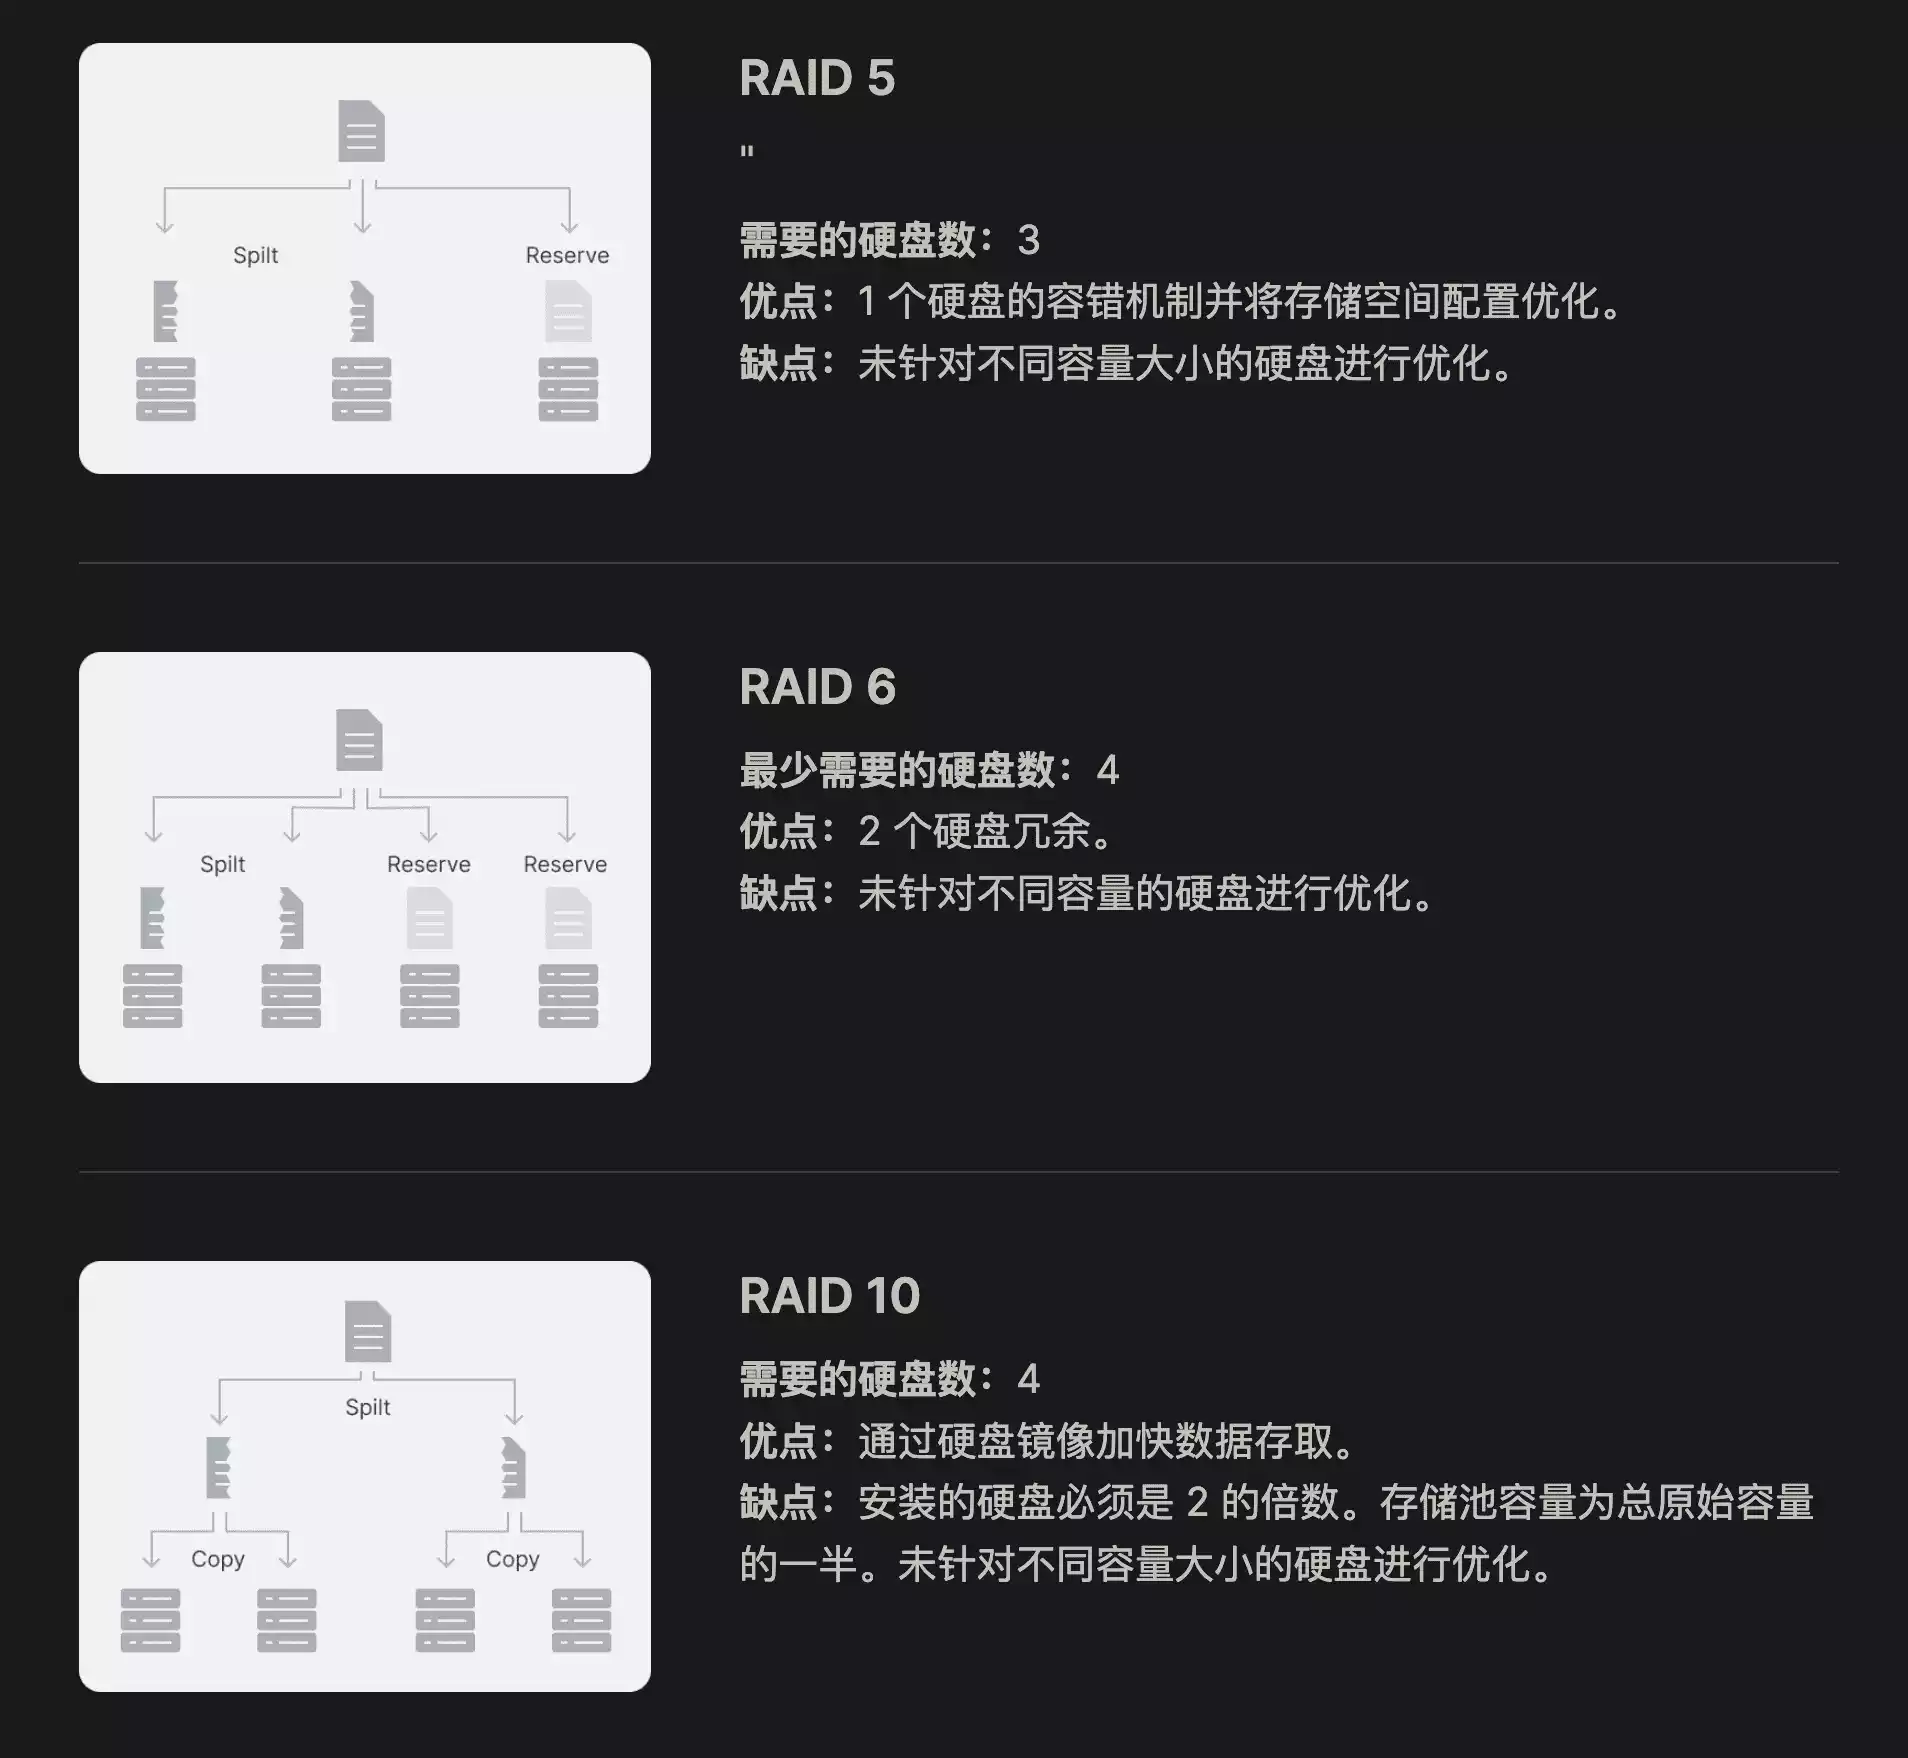 RAID 5
"
需要的硬盘数：3
优点：1 个硬盘的容错机制并将存储空间配置优化。
缺点：未针对不同容量大小的硬盘进行优化。
Spilt
Reserve
RAID 6
最少需要的硬盘数：4
优点：2 个硬盘冗余。
缺点：未针对不同容量的硬盘进行优化。
Spilt
Reserve
Reserve
RAID 10
需要的硬盘数：4
优点：通过硬盘镜像加快数据存取。
缺点：安装的硬盘必须是 2 的倍数。存储池容量为总原始容量
的一半。未针对不同容量大小的硬盘进行优化。
Spilt
Copy
Copy